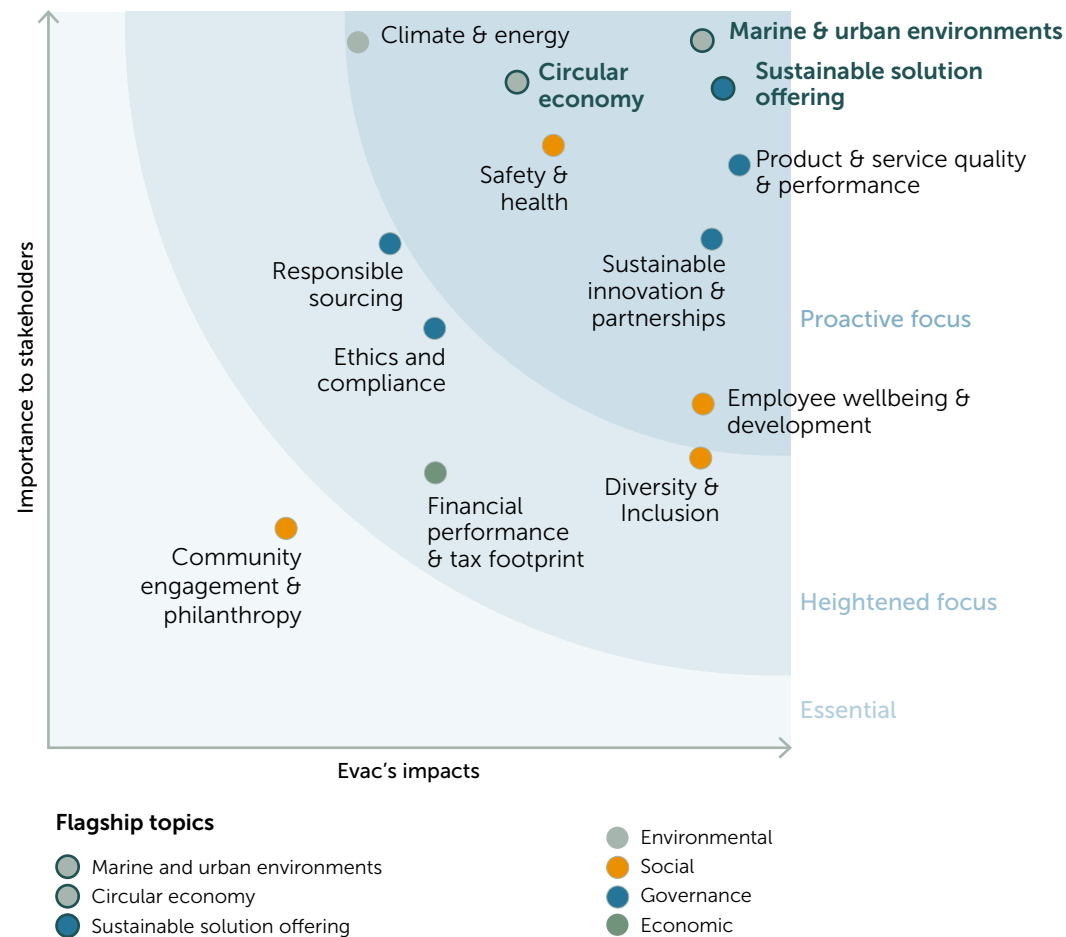 Climate & energy
Marine & urban environments
Circular
economy
Sustainable solution
offering
Safety &
health
Product & service quality
& performance
Responsible
sourcing
Sustainable
innovation &
partnerships
Proactive focus
Ethics and
compliance
Employee wellbeing &
development
Diversity &
Inclusion
Financial
performance
& tax footprint
Community
engagement &
philanthropy
Heightened focus
Essential
Importance to stakeholders
Evac's impacts
Flagship topics
Marine and urban environments
Circular economy
Sustainable solution offering
Environmental
Social
Governance
Economic